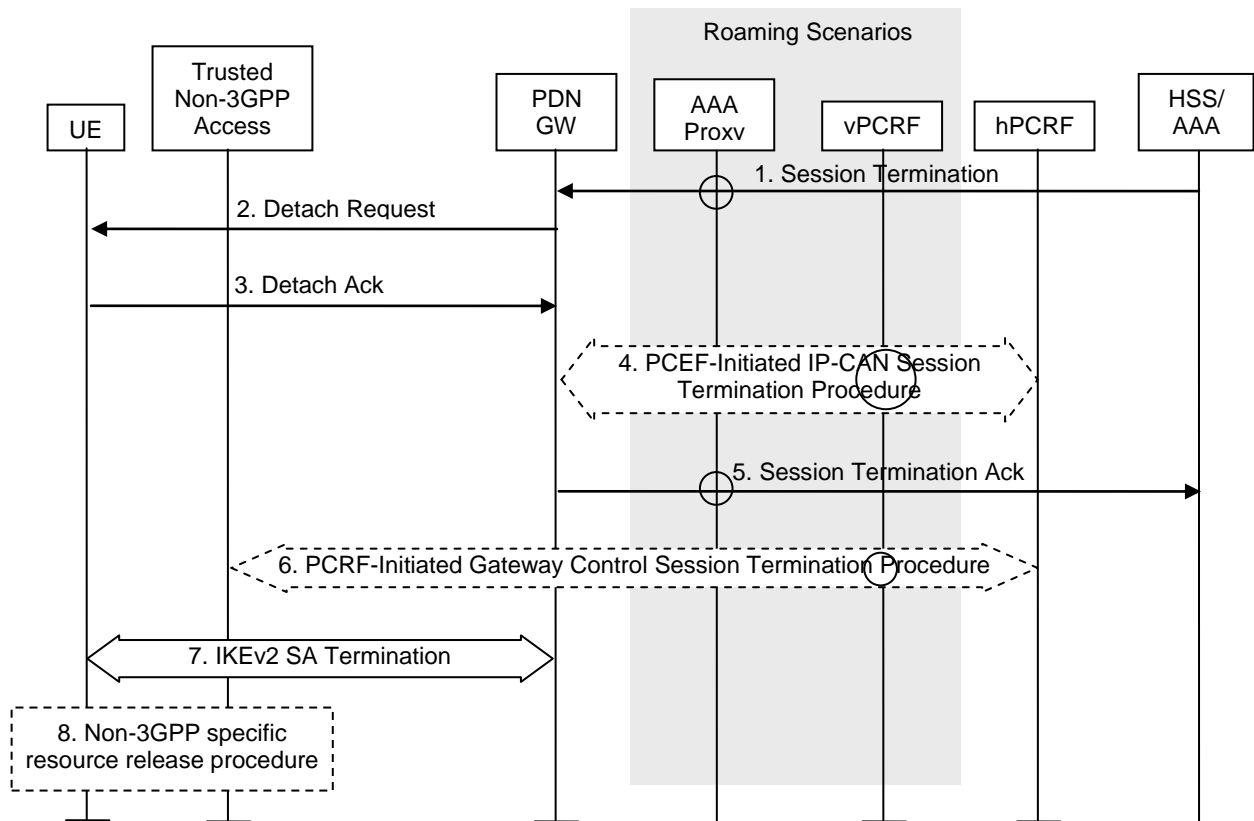 Roaming Scenarios
UE
Trusted
Non-3GPP
Access
PDN
GW
AAA
Proxv
vPCRF
hPCRF
HSS/
AAA
1. Session Termination
2. Detach Request
3. Detach Ack
4. PCEF-Initiated IP-CAN Session
Termination Procedure
5. Session Termination Ack
6. PCRF-Initiated Gateway Control Session Termination Procedure
7. IKEv2 SA Termination
8. Non-3GPP specific
resource release procedure